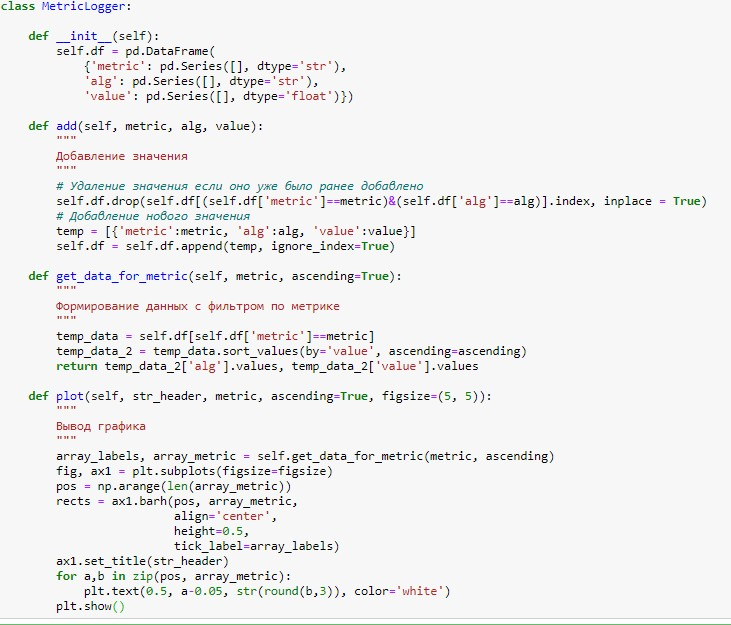 class MetricLogger:
    def __init__(self):
        self.df = pd.DataFrame(
            {'metric': pd.Series([], dtype='str'),
            'alg': pd.Series([], dtype='str'),
            'value': pd.Series([], dtype='float')})
    def add(self, metric, alg, value):
        """
        Добавление значения
        """
        # Удаление значения если оно уже было ранее добавлено
        self.df.drop(self.df[(self.df['metric']==metric)&(self.df['alg']==alg)].index, inplace = True)
        # Добавление нового значения
        temp = [{'metric':metric, 'alg':alg, 'value':value}]
        self.df = self.df.append(temp, ignore_index=True)
    def get_data_for_metric(self, metric, ascending=True):
        """
        Формирование данных с фильтром по метрике
        """
        temp_data = self.df[self.df['metric']==metric]
        temp_data_2 = temp_data.sort_values(by='value', ascending=ascending)
        return temp_data_2['alg'].values, temp_data_2['value'].values
    def plot(self, str_header, metric, ascending=True, figsize=(5, 5)):
        """
        Вывод графика
        """
        array_labels, array_metric = self.get_data_for_metric(metric, ascending)
        fig, ax1 = plt.subplots(figsize=figsize)
        pos = np.arange(len(array_metric))
        rects = ax1.barh(pos, array_metric,
                         align='center',
                         height=0.5,
                         tick_label=array_labels)
        ax1.set_title(str_header)
        for a,b in zip(pos, array_metric):
            plt.text(0.5, a-0.05, str(round(b,3)), color='white')
        plt.show()